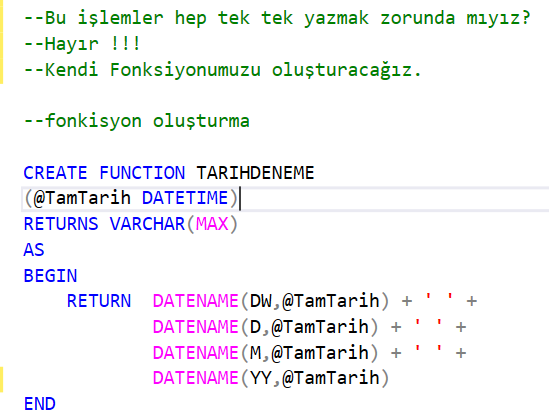 --Bu işlemler hep tek tek yazmak zorunda mıyız?
--Hayır !!!
--Kendi Fonksiyonumuzu oluşturacağız.
--fonkisyon oluşturma
CREATE FUNCTION TARIHDENEME
(@TamTarih DATETIME)
RETURNS VARCHAR(MAX)
AS
BEGIN
RETURN DATENAME(DW,@TamTarih) + ' ' +
DATENAME(D,@TamTarih) + ' ' +
DATENAME(M,@TamTarih) + ' ' +
DATENAME(YY,@TamTarih)
END